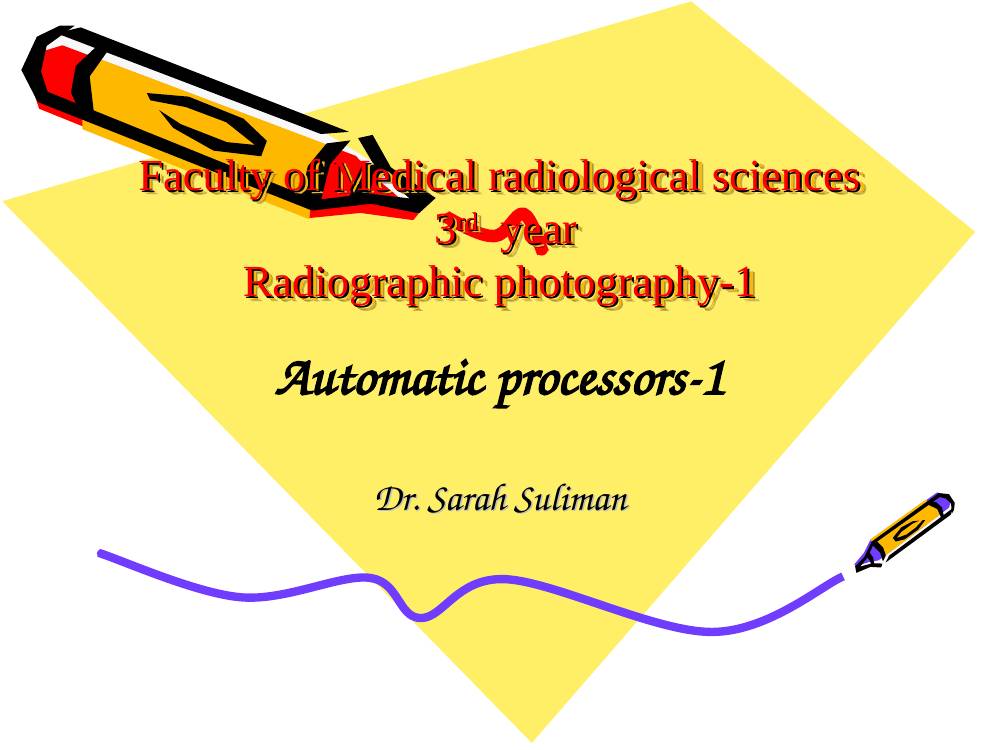 Faculty of Medical radiological sciences
3rd year
Radiographic photography-1
Automatic processors-1
Dr. Sarah Suliman